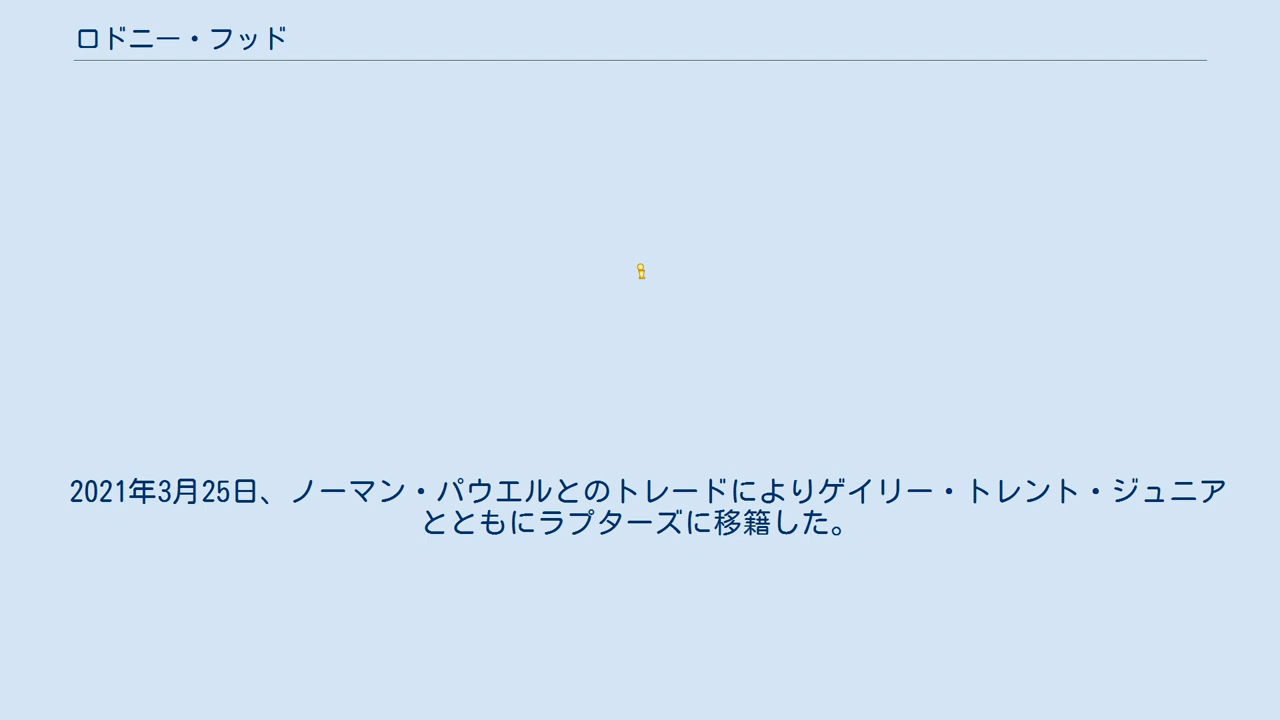 ロドニー・フッド
2021年3月25日、ノーマン・パウエルとのトレードによりゲイリー・トレント・ジュニア
とともにラプターズに移籍した。